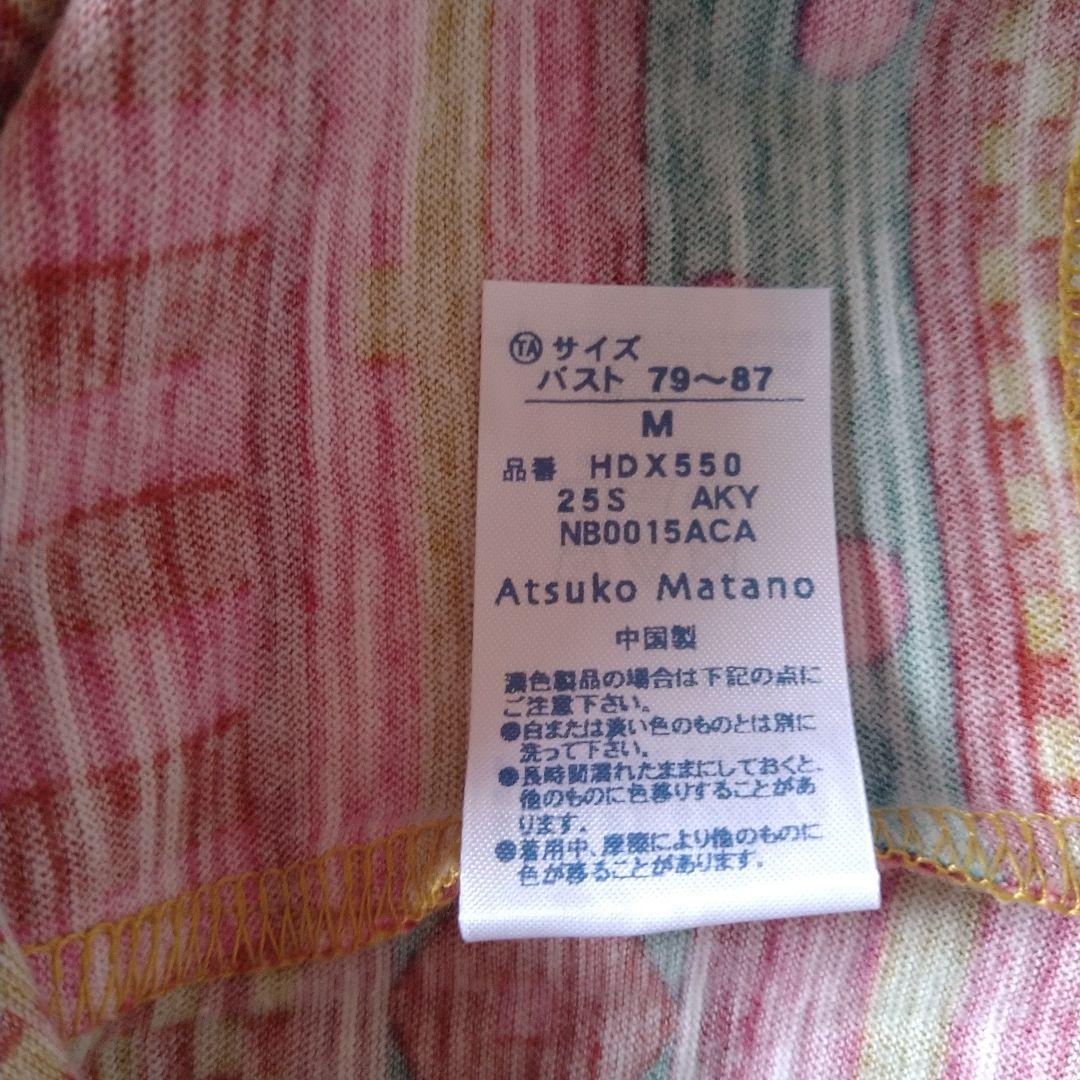 TA サイズ
バスト 79〜87
M
品番 HDX550
25S AKY
NB0015ACA
Atsuko Matano
中国製
濃色製品の場合は下記の点に
ご注意下さい。
●白または淡い色のものとは別に
洗って下さい。
●長時間濡れたままにしておくと、
他のものに色移りすることがあ
ります。
●着用中、摩擦により他のものに
色が移ることがあります。